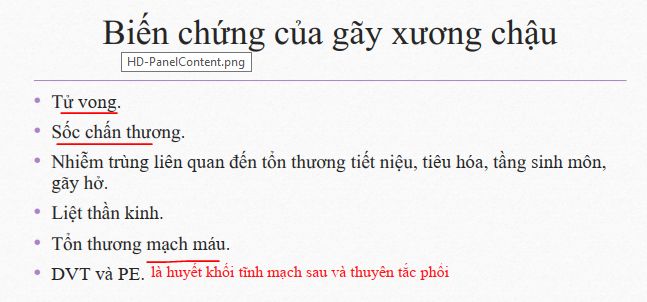 Biến chứng của gãy xương chậu
HD-PanelContent.png
• Tử vong.
• Sốc chấn thương.
• Nhiễm trùng liên quan đến tổn thương tiết niệu, tiêu hóa, tầng sinh môn,
gãy hở.
• Liệt thần kinh.
• Tổn thương mạch máu.
• DVT và PE. là huyết khối tĩnh mạch sau và thuyên tắc phổi